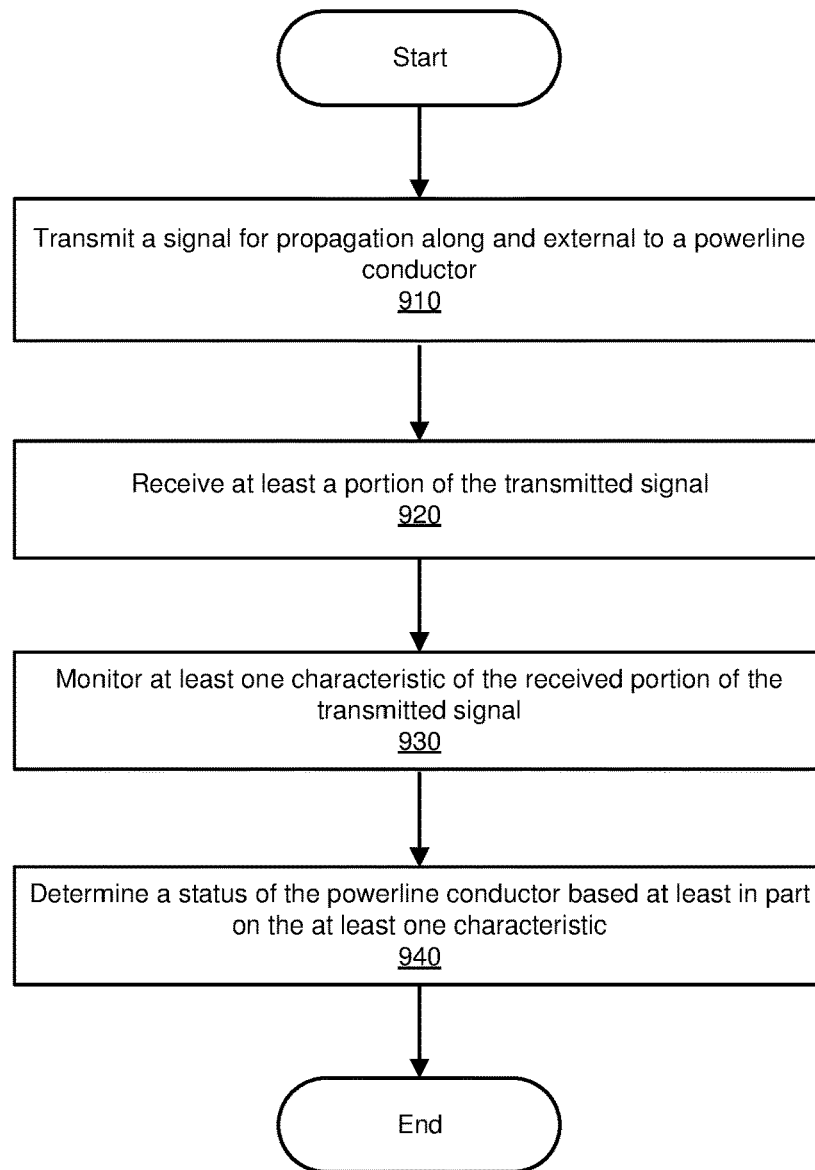 Start
Transmit a signal for propagation along and external to a powerline
conductor
910
Receive at least a portion of the transmitted signal
920
Monitor at least one characteristic of the received portion of the
transmitted signal
930
Determine a status of the powerline conductor based at least in part
on the at least one characteristic
940
End